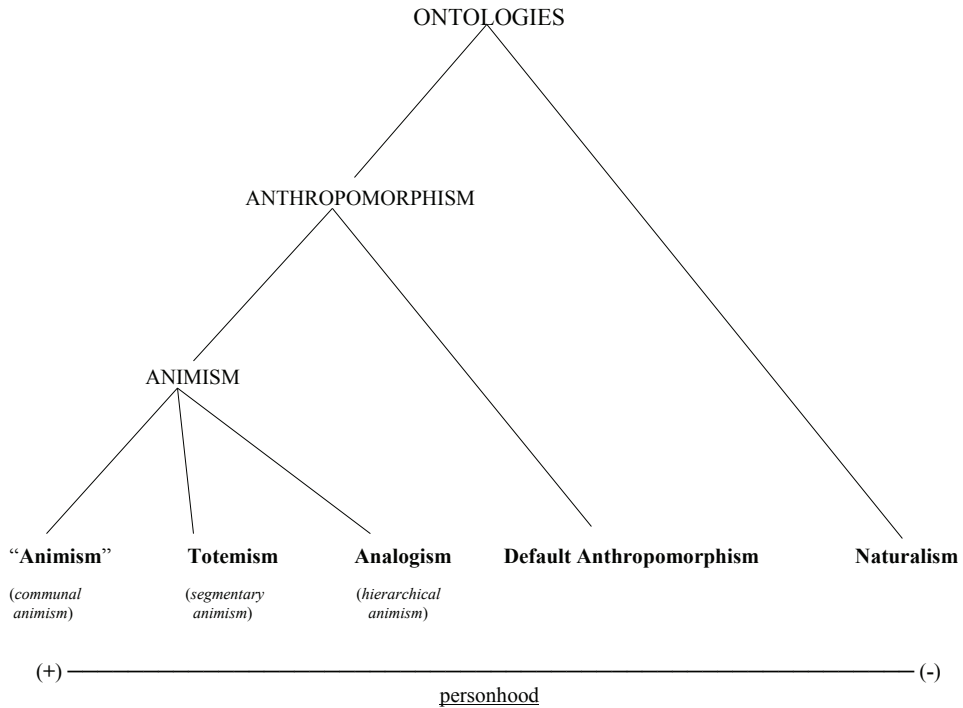 ONTOLOGIES
ANTHROPOMORPHISM
ANIMISM
“Animism” Totemism Analogism Default Anthropomorphism Naturalism
(communal (segmentary (hierarchical
animism) animism) animism)
(+) (-)
personhood